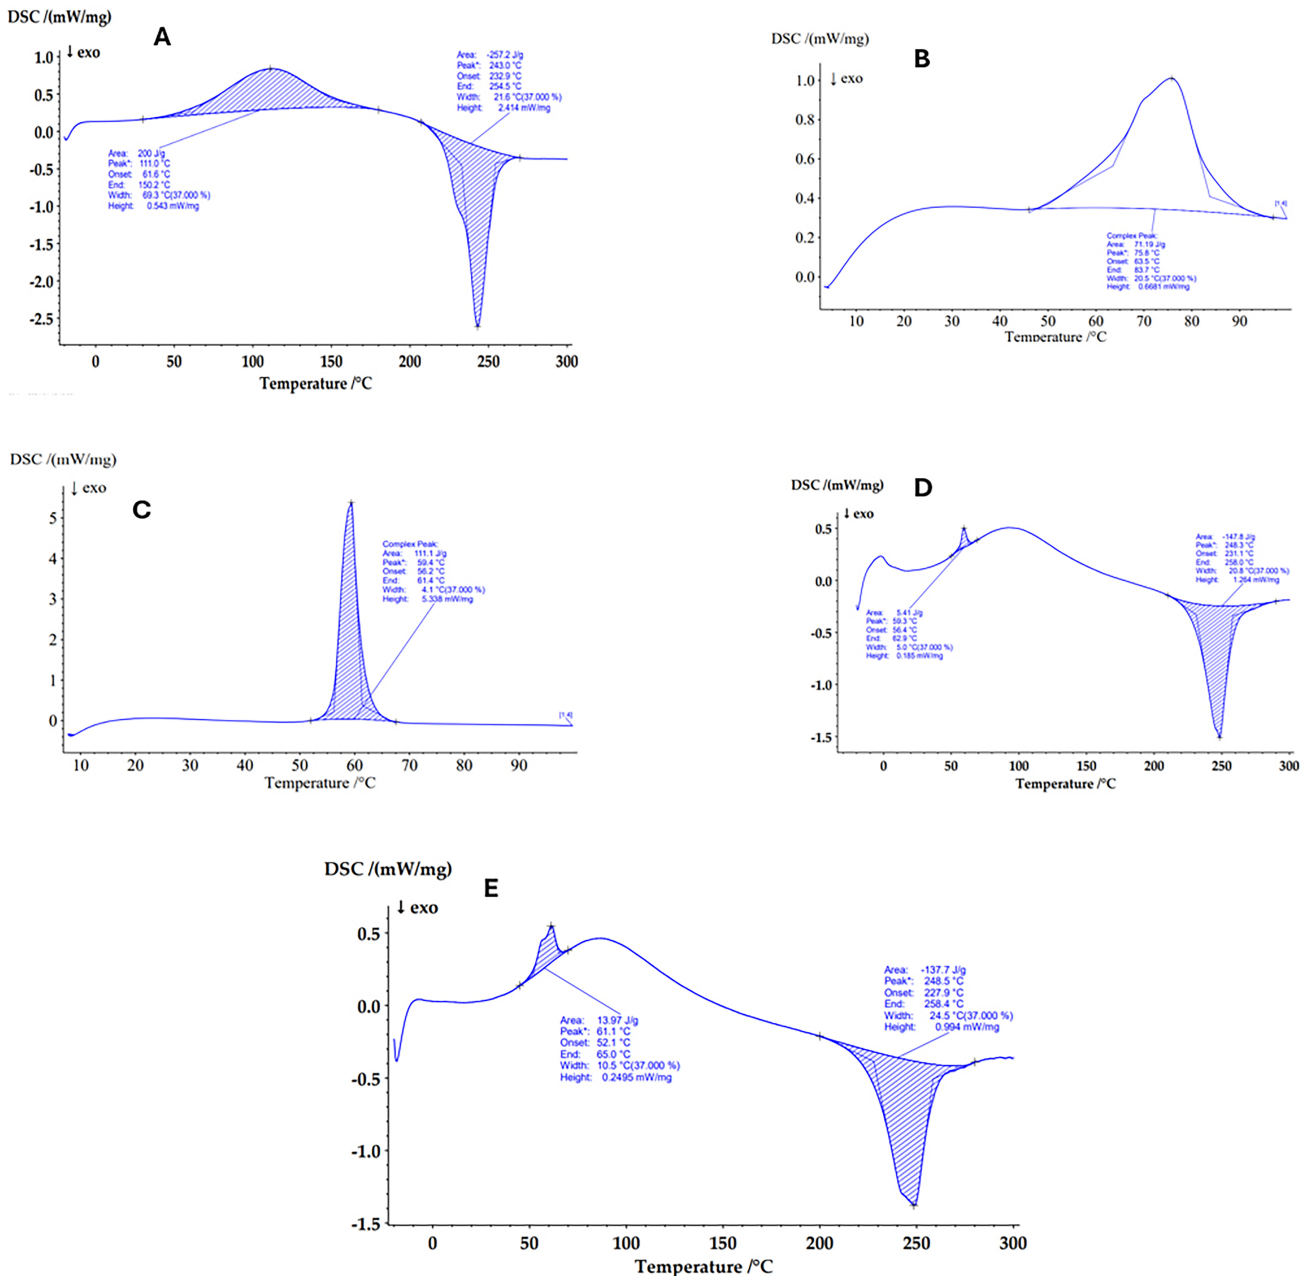 DSC /(mW/mg)
A
↓ exo
1.0
0.5
0.0
-0.5
-1.0
-1.5
-2.0
-2.5
Area: -257.2 J/g
Peak*: 243.0 °C
Onset: 232.9 °C
End: 254.5 °C
Width: 21.6 °C(37.000 %)
Height: 2.414 mW/mg
Area: 200 J/g
Peak*: 111.0 °C
Onset: 61.6 °C
End: 150.2 °C
Width: 69.3 °C(37.000 %)
Height: 0.543 mW/mg
0 50 100 150 200 250 300
Temperature /°C
DSC /(mW/mg)
B
↓ exo
1.0
0.8
0.6
0.4
0.2
0.0
[1.4]
Complex Peak:
Area: 71.19 J/g
Peak*: 75.8 °C
Onset: 63.5 °C
End: 83.7 °C
Width: 20.5 °C(37.000 %)
Height: 0.6681 mW/mg
10 20 30 40 50 60 70 80 90
Temperature /°C
DSC /(mW/mg)
C
↓ exo
5
4
3
2
1
0
Complex Peak:
Area: 111.1 J/g
Peak*: 59.4 °C
Onset: 56.2 °C
End: 61.4 °C
Width: 4.1 °C(37.000 %)
Height: 5.338 mW/mg
[1.4]
10 20 30 40 50 60 70 80 90
Temperature /°C
DSC /(mW/mg)
D
↓ exo
0.5
0.0
-0.5
-1.0
-1.5
Area: -147.8 J/g
Peak*: 248.3 °C
Onset: 231.1 °C
End: 258.0 °C
Width: 20.8 °C(37.000 %)
Height: 1.264 mW/mg
Area: 5.41 J/g
Peak*: 59.3 °C
Onset: 56.4 °C
End: 62.9 °C
Width: 5.0 °C(37.000 %)
Height: 0.185 mW/mg
0 50 100 150 200 250 300
Temperature /°C
DSC /(mW/mg)
E
↓ exo
0.5
0.0
-0.5
-1.0
-1.5
Area: -137.7 J/g
Peak*: 248.5 °C
Onset: 227.9 °C
End: 258.4 °C
Width: 24.5 °C(37.000 %)
Height: 0.994 mW/mg
Area: 13.97 J/g
Peak*: 61.1 °C
Onset: 52.1 °C
End: 65.0 °C
Width: 10.5 °C(37.000 %)
Height: 0.2495 mW/mg
0 50 100 150 200 250 300
Temperature /°C